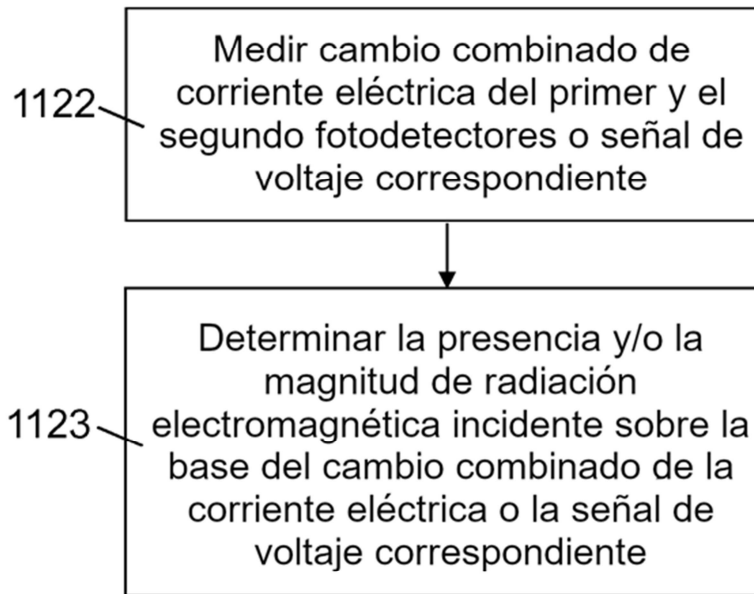 1122
Medir cambio combinado de
corriente eléctrica del primer y el
segundo fotodetectores o señal de
voltaje correspondiente
1123
Determinar la presencia y/o la
magnitud de radiación
electromagnética incidente sobre la
base del cambio combinado de la
corriente eléctrica o la señal de
voltaje correspondiente